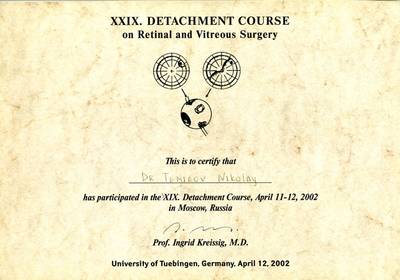 XXIX. DETACHMENT COURSE
on Retinal and Vitreous Surgery
This is to certify that
DR TEMIROV NIKOLAY
has participated in the XIX. Detachment Course, April 11-12, 2002
in Moscow, Russia
Prof. Ingrid Kreissig, M.D.
University of Tuebingen, Germany, April 12, 2002